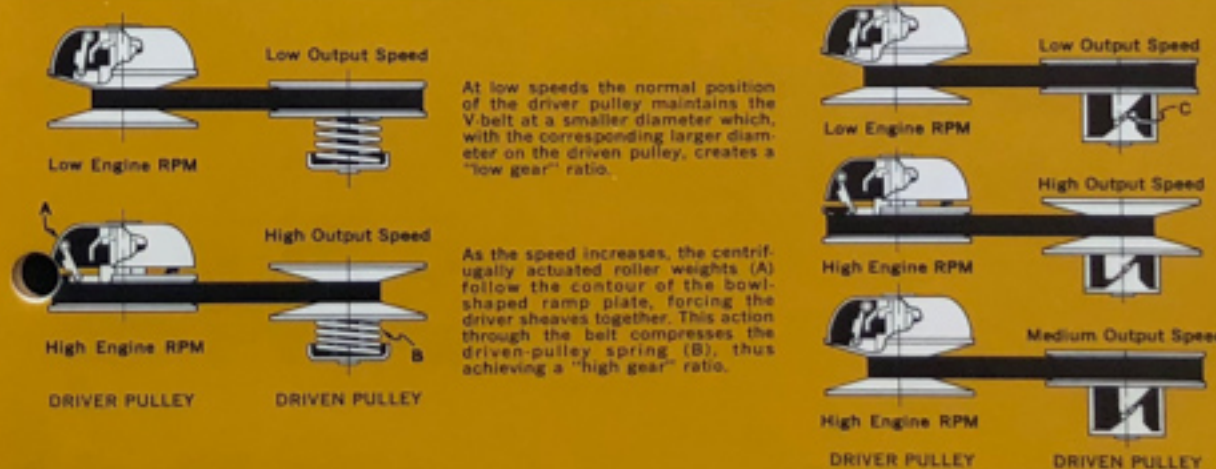 Low Output Speed
Low Engine RPM
At low speeds the normal position
of the driver pulley maintains the
V-belt at a smaller diameter which,
with the corresponding larger diam-
eter on the driven pulley, creates a
"low gear" ratio.
A
High Output Speed
High Engine RPM
B
As the speed increases, the centrif-
ugally actuated roller weights (A)
follow the contour of the bowl-
shaped ramp plate, forcing the
driver sheaves together. This action
through the belt compresses the
driven-pulley spring (B), thus
achieving a "high gear" ratio.
DRIVER PULLEY
DRIVEN PULLEY
Low Output Speed
C
Low Engine RPM
High Output Speed
High Engine RPM
Medium Output Speed
High Engine RPM
DRIVER PULLEY
DRIVEN PULLEY